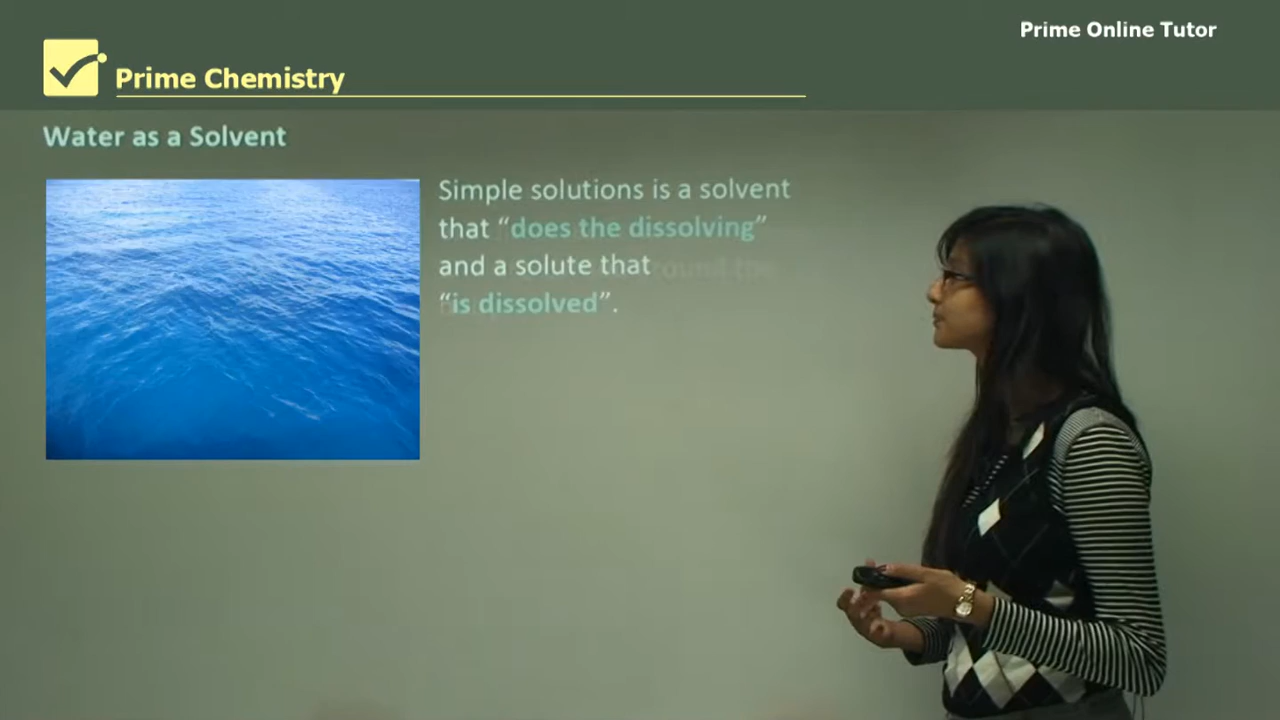 Prime Online Tutor
Prime Chemistry
Water as a Solvent
Simple solutions is a solvent
that “does the dissolving”
and a solute that
“is dissolved”.